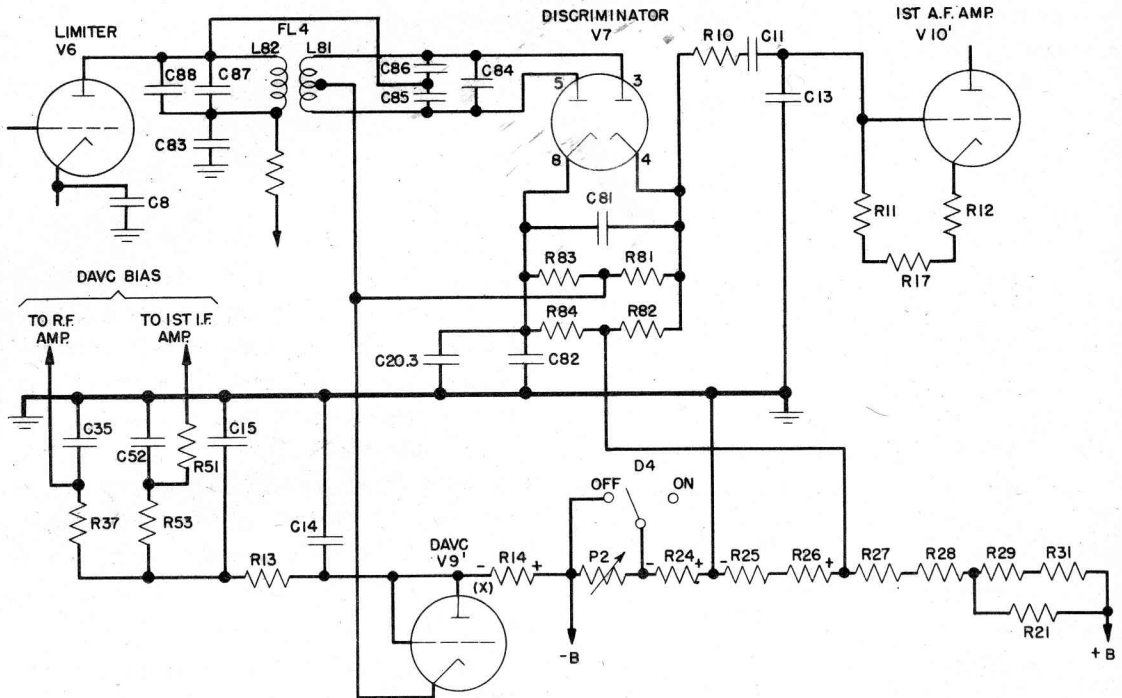 LIMITER
V6
FL4
L82
L81
DISCRIMINATOR
V7
1ST A.F. AMP.
V10'
C88
C87
C83
C8
C86
C85
C84
5
3
8
4
R10
C11
C13
R11
R12
R17
C81
R83
R81
R84
R82
C20.3
C82
DAVC BIAS
TO R.F.
AMP.
TO 1ST I.F.
AMP.
C35
C52
R51
C15
R37
R53
C14
R13
DAVC
V9'
-
(X)
R14
+
D4
OFF
ON
P2
-
R24
+
-
R25
R26
+
R27
R28
R29
R31
R21
-B
+B